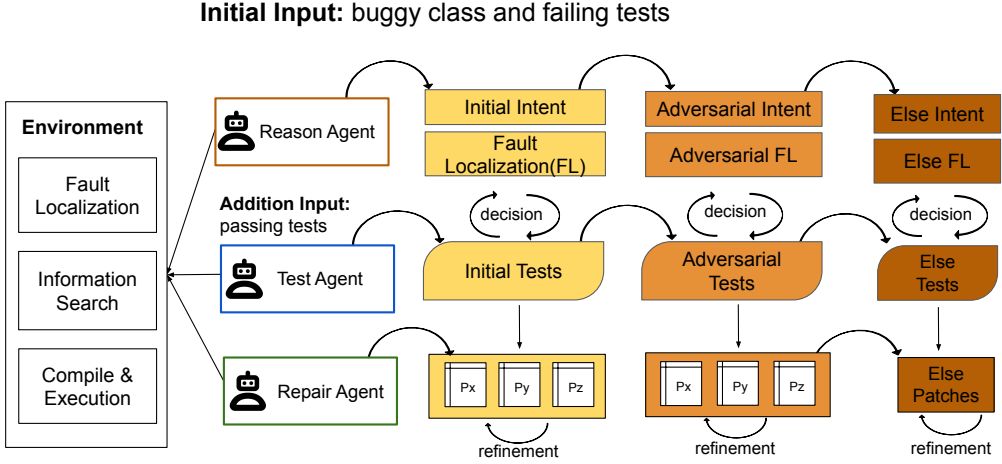 Initial Input: buggy class and failing tests
Environment
Fault
Localization
Information
Search
Compile &
Execution
Reason Agent
Addition Input:
passing tests
Test Agent
Repair Agent
Initial Intent
Fault
Localization(FL)
decision
Initial Tests
Px
Py
Pz
refinement
Adversarial Intent
Adversarial FL
decision
Adversarial
Tests
Px
Py
Pz
refinement
Else Intent
Else FL
decision
Else
Tests
Else
Patches
refinement